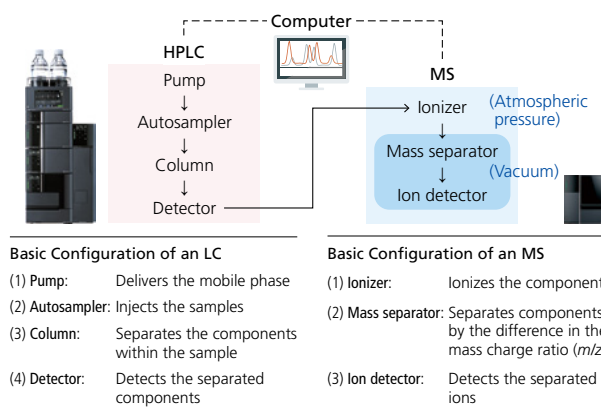 Computer
HPLC
Pump
↓
Autosampler
↓
Column
↓
Detector
MS
Ionizer
(Atmospheric
pressure)
↓
Mass separator
↓
(Vacuum)
Ion detector
Basic Configuration of an LC
(1) Pump: Delivers the mobile phase
(2) Autosampler: Injects the samples
(3) Column: Separates the components
within the sample
(4) Detector: Detects the separated
components
Basic Configuration of an MS
(1) Ionizer: Ionizes the component
(2) Mass separator: Separates components
by the difference in the
mass charge ratio (m/z
(3) Ion detector: Detects the separated
ions